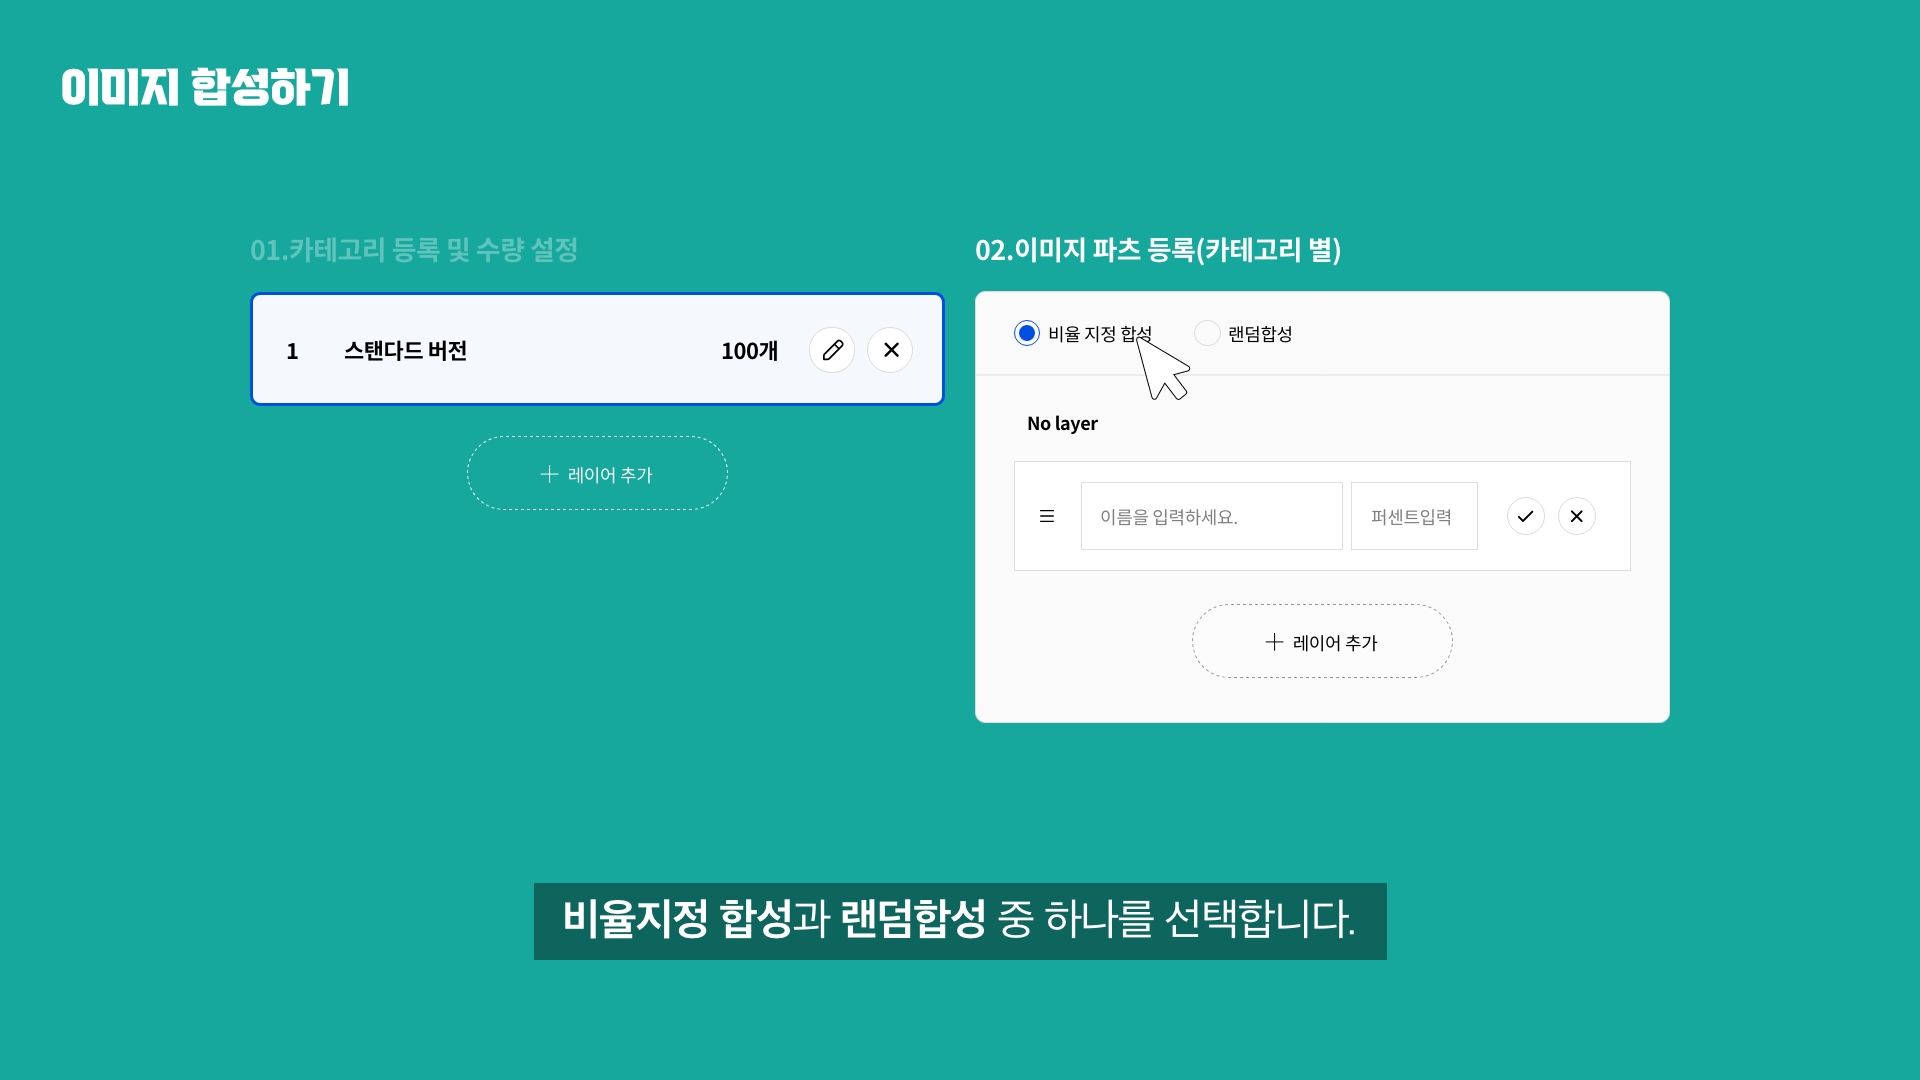 이미지 합성하기
01.카테고리 등록 및 수량 설정
1 스탠다드 버전 100개
레이어 추가
02.이미지 파츠 등록(카테고리 별)
비율 지정 합성 랜덤합성
No layer
이름을 입력하세요. 퍼센트입력
레이어 추가
비율지정 합성과 랜덤합성 중 하나를 선택합니다.